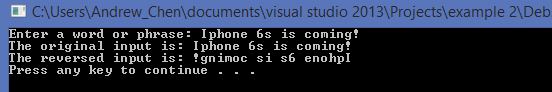 C:\Users\Andrew_Chen\documents\visual studio 2013\Projects\example 2\Deb
Enter a word or phrase: Iphone 6s is coming!
The original input is: Iphone 6s is coming!
The reversed input is: !gnimoc si s6 enohpI
Press any key to continue . . .